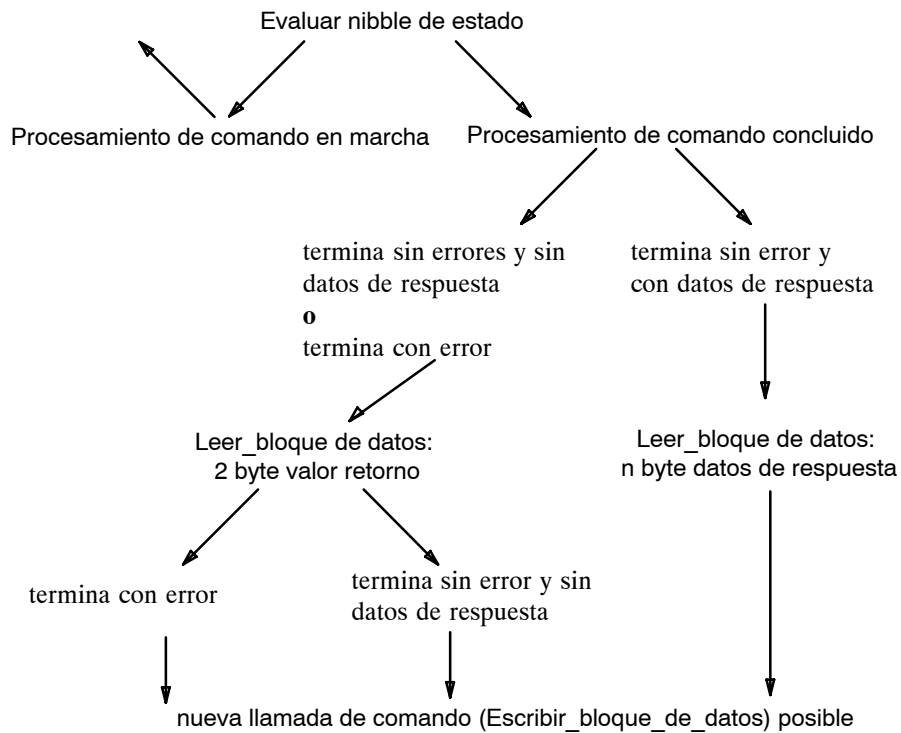 Evaluar nibble de estado
Procesamiento de comando en marcha
Procesamiento de comando concluido
termina sin errores y sin
datos de respuesta
o
termina con error
termina sin error y
con datos de respuesta
Leer_bloque de datos:
2 byte valor retorno
Leer_bloque de datos:
n byte datos de respuesta
termina con error
termina sin error y sin
datos de respuesta
nueva llamada de comando (Escribir_bloque_de_datos) posible